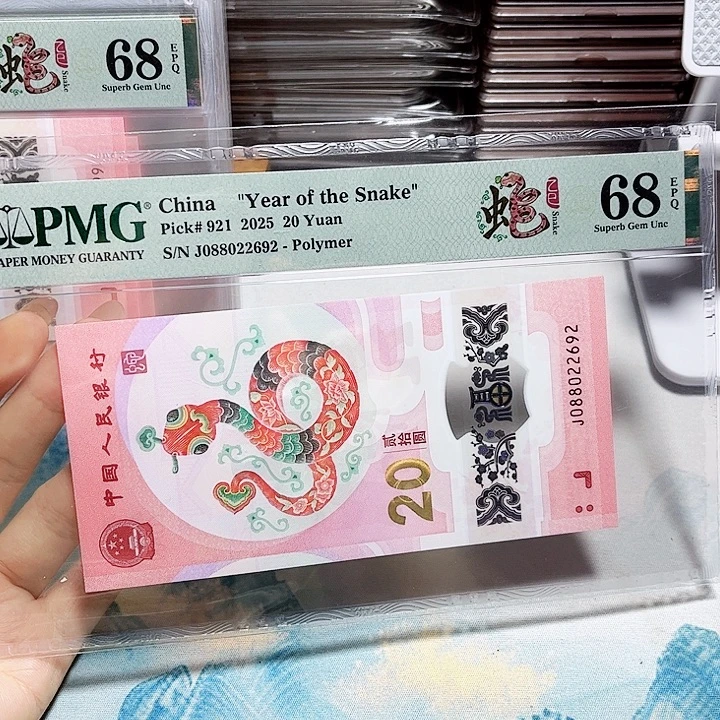 68
EPQ
Superb Gem Unc
Snake
PMG®
PAPER MONEY GUARANTY
China "Year of the Snake"
Pick# 921 2025 20 Yuan
S/N J088022692 - Polymer
蛇
Snake
68
EPQ
Superb Gem Unc
中国人民银行
贰拾圆
20
福
J088022692